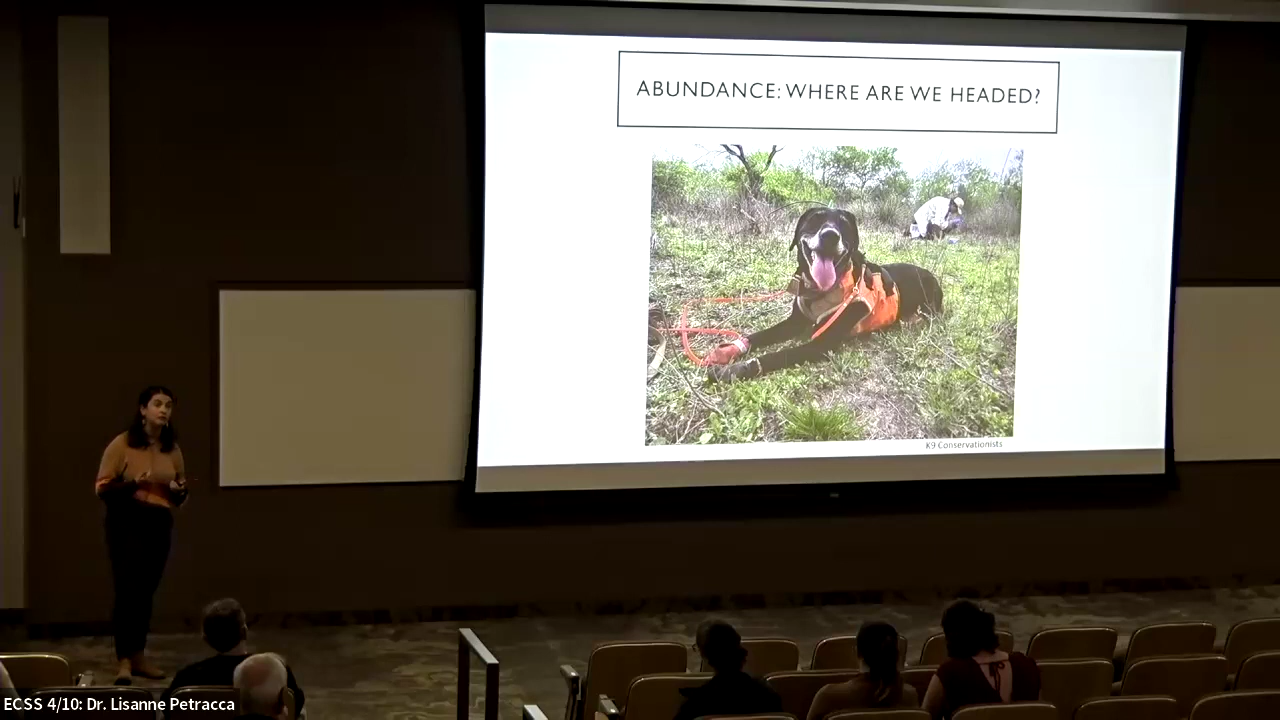 ABUNDANCE: WHERE ARE WE HEADED?
K9 Conservationists
ECSS 4/10: Dr. Lisanne Petracca